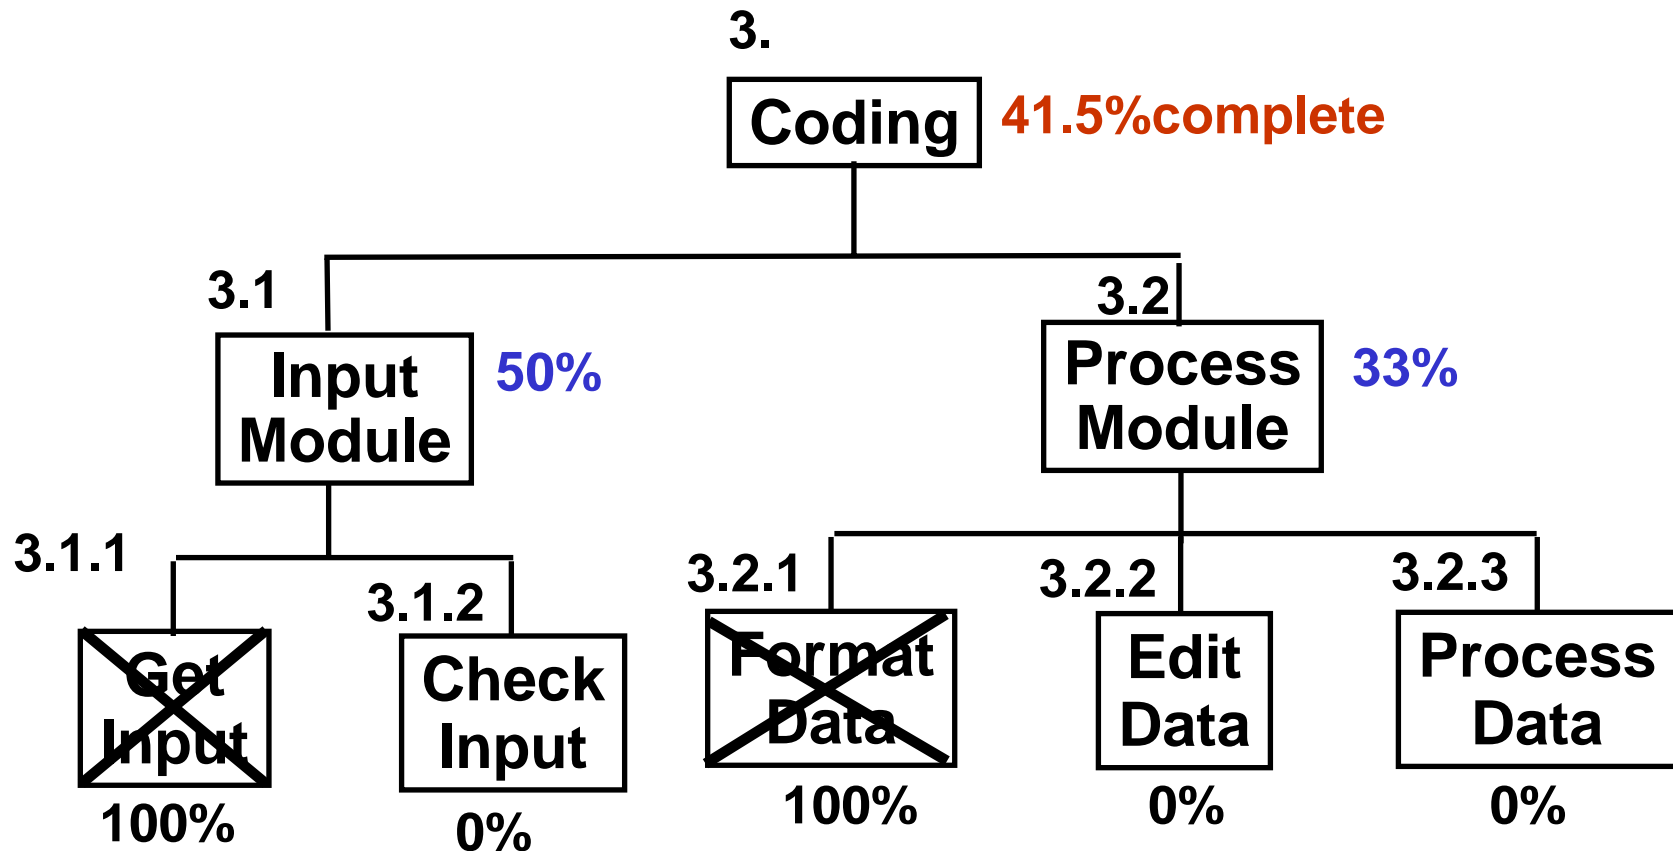 3.
Coding
41.5%complete
3.1
Input
Module
50%
3.2
Process
Module
33%
3.1.1
Get
Input
100%
3.1.2
Check
Input
0%
3.2.1
Format
Data
100%
3.2.2
Edit
Data
0%
3.2.3
Process
Data
0%